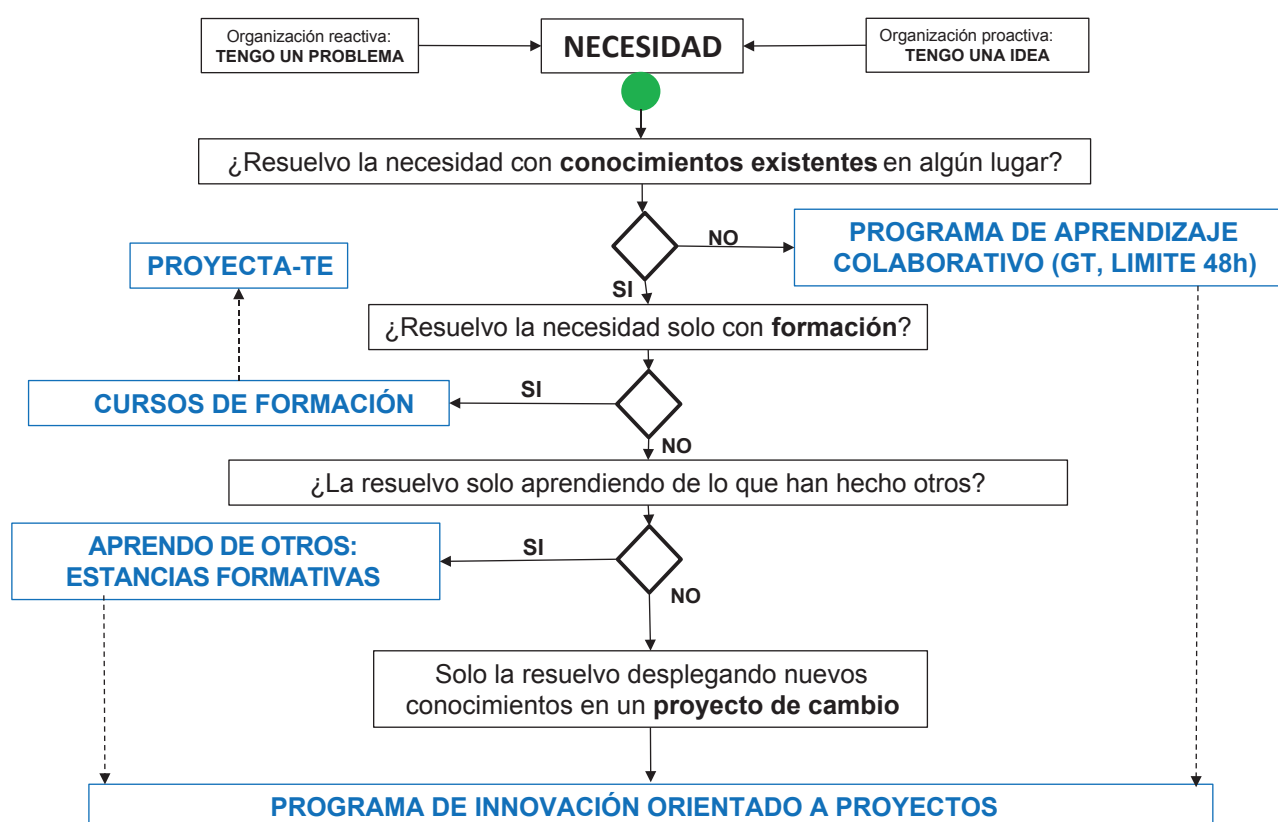 Organización reactiva:
TENGO UN PROBLEMA
NECESIDAD
Organización proactiva:
TENGO UNA IDEA
¿Resuelvo la necesidad con conocimientos existentes en algún lugar?
NO
PROGRAMA DE APRENDIZAJE
COLABORATIVO (GT, LIMITE 48h)
PROYECTA-TE
SI
¿Resuelvo la necesidad solo con formación?
SI
CURSOS DE FORMACIÓN
NO
¿La resuelvo solo aprendiendo de lo que han hecho otros?
APRENDO DE OTROS:
ESTANCIAS FORMATIVAS
SI
NO
Solo la resuelvo desplegando nuevos
conocimientos en un proyecto de cambio
PROGRAMA DE INNOVACIÓN ORIENTADO A PROYECTOS